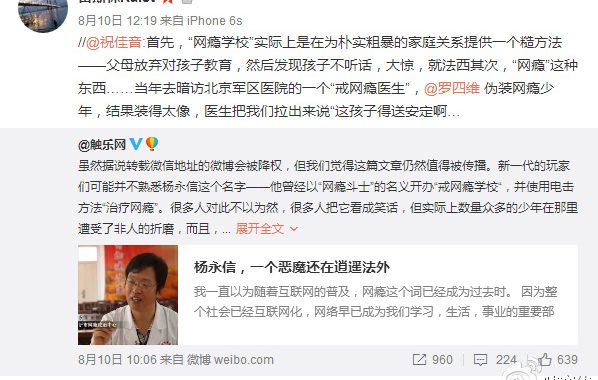 8月10日 12:19 来自 iPhone 6s
//@祝佳音:首先，“网瘾学校”实际上是在为朴实粗暴的家庭关系提供一个糙方法
——父母放弃对孩子教育，然后发现孩子不听话，大惊，就法西其次，“网瘾”这种
东西……当年去暗访北京军区医院的一个“戒网瘾医生”，@罗四维 伪装网瘾少
年，结果装得太像，医生把我们拉出来说“这孩子得送安定啊...
@触乐网
虽然据说转载微信地址的微博会被降权，但我们觉得这篇文章仍然值得被传播。新一代的玩家
们可能并不熟悉杨永信这个名字——他曾经以“网瘾斗士”的名义开办“戒网瘾学校“，并使用电击
方法“治疗网瘾”。很多人对此不以为然，很多人把它看成笑话，但实际上数量众多的少年在那里
遭受了非人的折磨，而且，... 展开全文
杨永信，一个恶魔还在逍遥法外
我一直以为随着互联网的普及，网瘾这个词已经成为过去时。 因为整
个社会已经互联网化，网络早已成为我们学习，生活，事业的重要部
8月10日 10:06 来自 微博 weibo.com
960
224
639